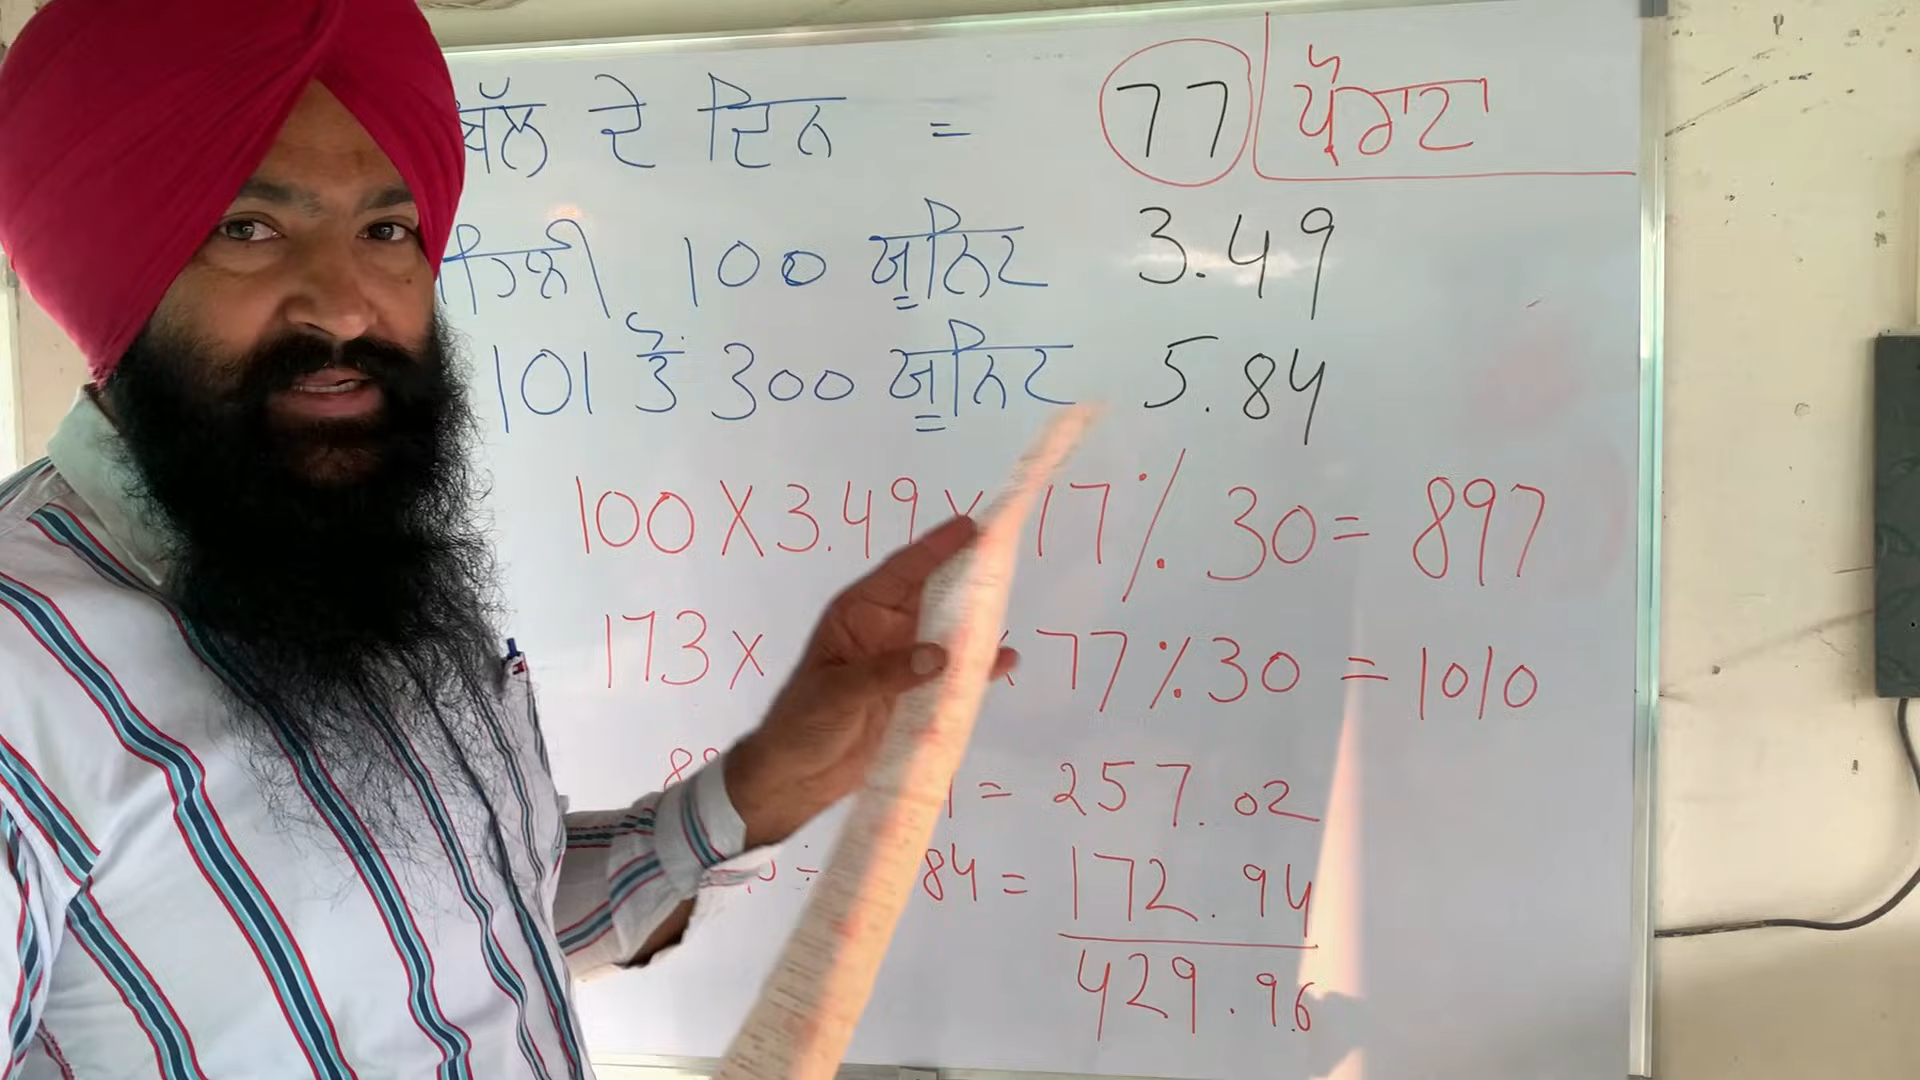 ਬੱਲ ਦੇ ਦਿਨ = 77 ਪੰਗਾਟਾ
100 ਯੂਨਿਟ 3.49
101 ਤੋਂ 300 ਯੂਨਿਟ 5.84
100 X 3.49 X 77 ٪ 30 = 897
173 x x 77 ٪ 30 = 1010
= 257.02
84 = 172.94
429.96